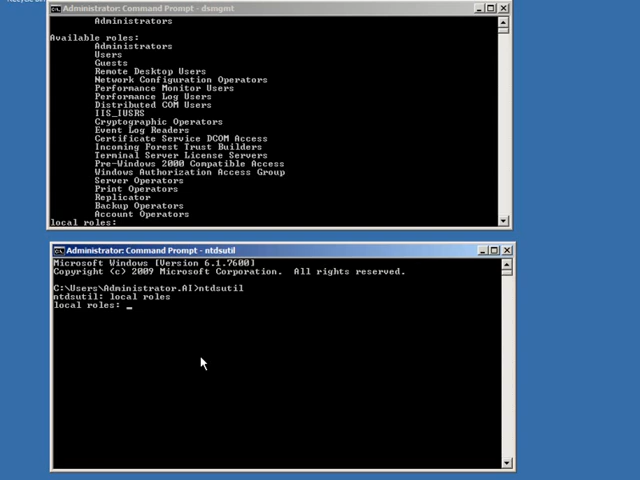 Administrator: Command Prompt - dsmgmt
Administrators
Available roles:
Administrators
Users
Guests
Remote Desktop Users
Network Configuration Operators
Performance Monitor Users
Performance Log Users
Distributed COM Users
IIS_IUSRS
Cryptographic Operators
Event Log Readers
Certificate Service DCOM Access
Incoming Forest Trust Builders
Terminal Server License Servers
Pre-Windows 2000 Compatible Access
Windows Authorization Access Group
Server Operators
Print Operators
Replicator
Backup Operators
Account Operators
local roles:
Administrator: Command Prompt - ntdsutil
Microsoft Windows [Version 6.1.7600]
Copyright (c) 2009 Microsoft Corporation.  All rights reserved.
C:\Users\Administrator.AI>ntdsutil
ntdsutil: local roles
local roles: _